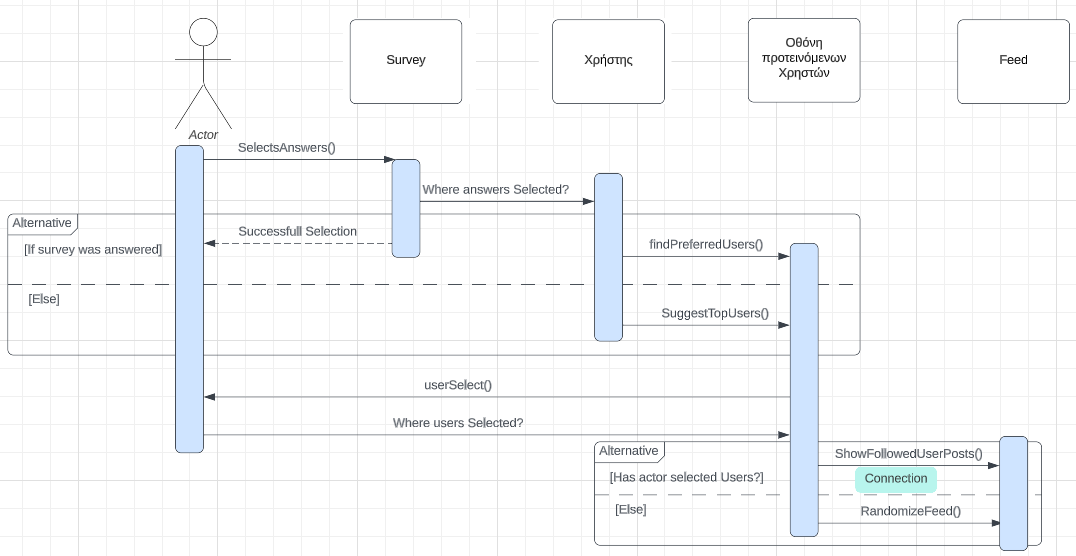 Survey
Χρήστης
Οθόνη
προτεινόμενων
Χρηστών
Feed
Actor
SelectsAnswers()
Where answers Selected?
Alternative
Successfull Selection
[If survey was answered]
findPreferredUsers()
[Else]
SuggestTopUsers()
userSelect()
Where users Selected?
Alternative
ShowFollowedUserPosts()
[Has actor selected Users?]
Connection
[Else]
RandomizeFeed()